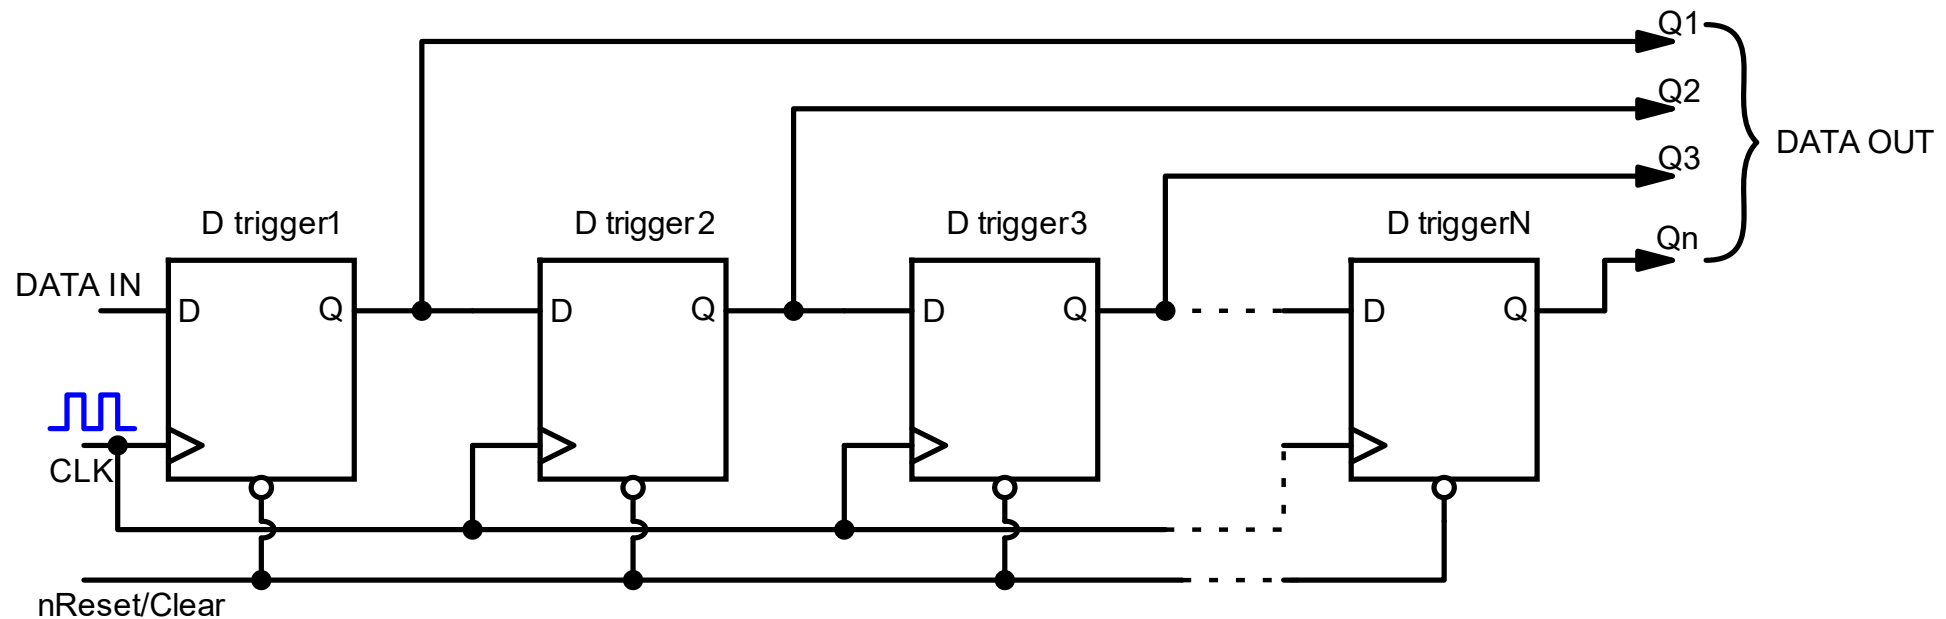 Q1
Q2
DATA OUT
Q3
D trigger1
D trigger2
D trigger3
D triggerN
Qn
DATA IN
D
Q
D
Q
D
Q
D
Q
CLK
nReset/Clear